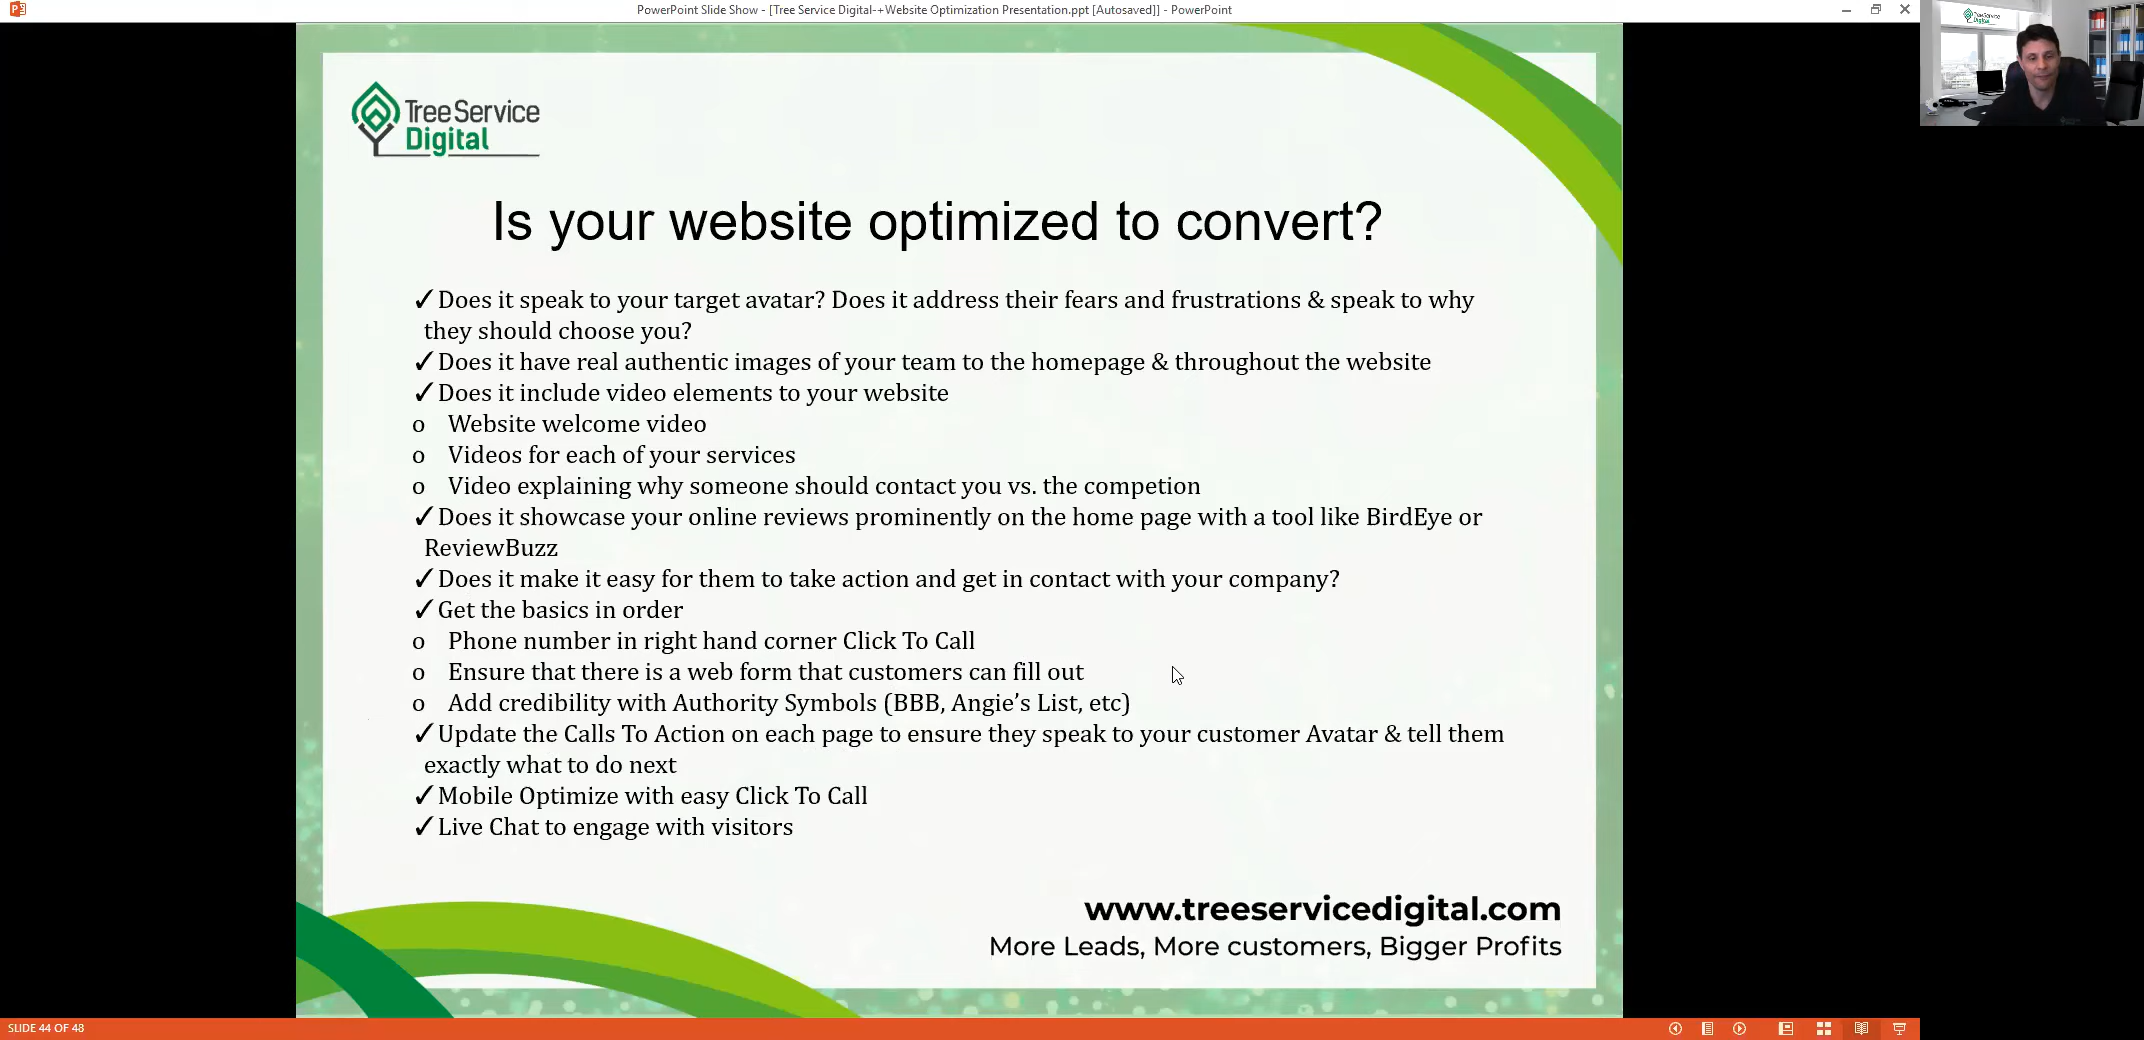 PowerPoint Slide Show - [Tree Service Digital-+Website Optimization Presentation.ppt [Autosaved]] - PowerPoint
TreeService
Digital
Tree Service
Digital
Is your website optimized to convert?
✓Does it speak to your target avatar? Does it address their fears and frustrations & speak to why
they should choose you?
✓Does it have real authentic images of your team to the homepage & throughout the website
✓Does it include video elements to your website
o Website welcome video
o Videos for each of your services
o Video explaining why someone should contact you vs. the competion
✓Does it showcase your online reviews prominently on the home page with a tool like BirdEye or
ReviewBuzz
✓Does it make it easy for them to take action and get in contact with your company?
✓Get the basics in order
o Phone number in right hand corner Click To Call
o Ensure that there is a web form that customers can fill out
o Add credibility with Authority Symbols (BBB, Angie’s List, etc)
✓Update the Calls To Action on each page to ensure they speak to your customer Avatar & tell them
exactly what to do next
✓Mobile Optimize with easy Click To Call
✓Live Chat to engage with visitors
www.treeservicedigital.com
More Leads, More customers, Bigger Profits
SLIDE 44 OF 48